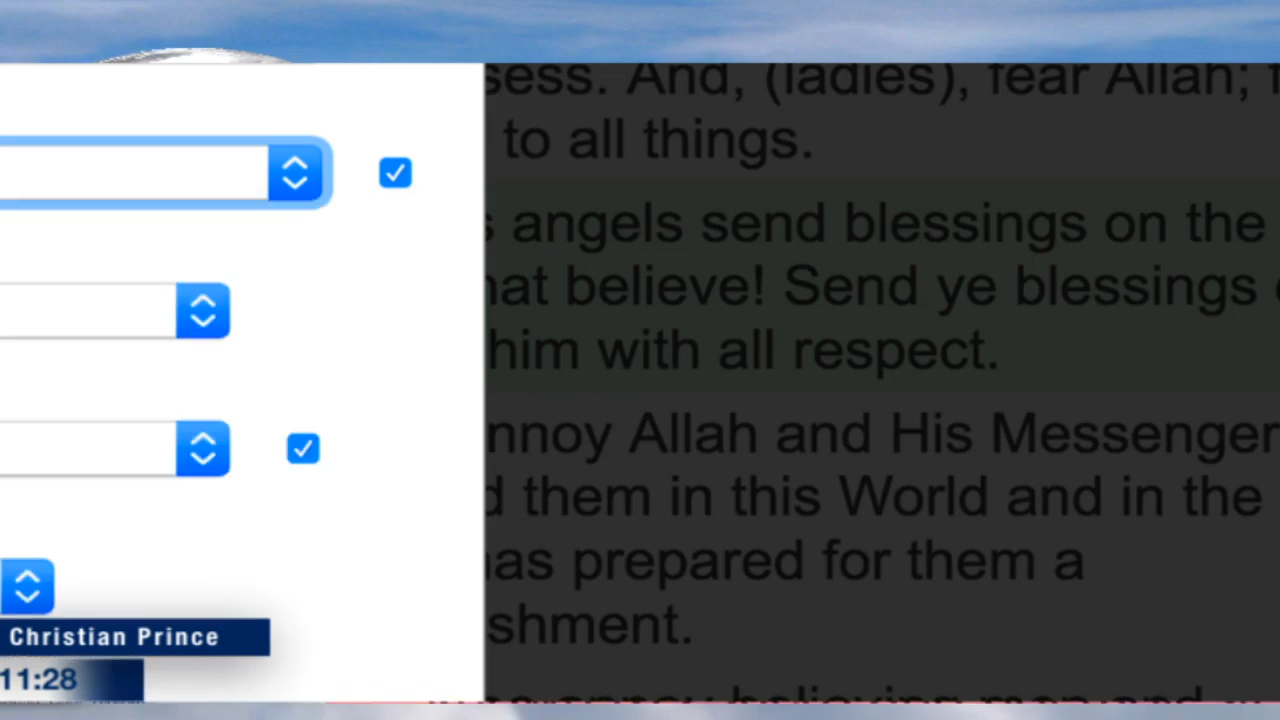 sess. And, (ladies), fear Allah;
to all things.
angels send blessings on the
hat believe! Send ye blessings
him with all respect.
nnoy Allah and His Messenger
d them in this World and in the
as prepared for them a
shment.
Christian Prince
11:28